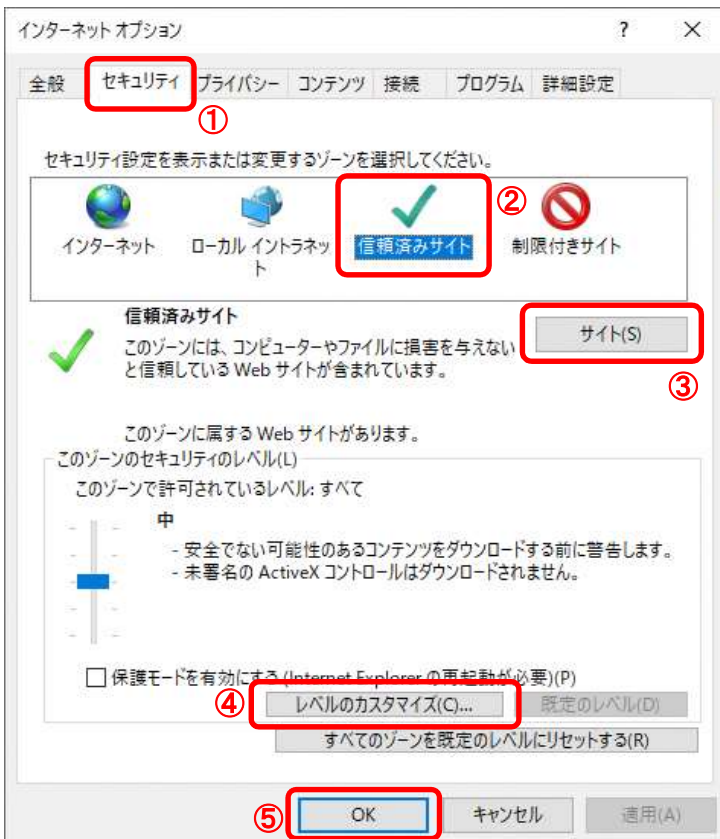 インターネット オプション ? ×
全般 セキュリティ プライバシー コンテンツ 接続 プログラム 詳細設定
①
セキュリティ設定を表示または変更するゾーンを選択してください。
②
インターネット ローカル イントラネッ
ト 信頼済みサイト 制限付きサイト
信頼済みサイト
サイト(S)
③
このゾーンには、コンピューターやファイルに損害を与えない
と信頼している Web サイトが含まれています。
このゾーンに属する Web サイトがあります。
このゾーンのセキュリティのレベル(L)
このゾーンで許可されているレベル: すべて
中
- 安全でない可能性のあるコンテンツをダウンロードする前に警告します。
- 未署名の ActiveX コントロールはダウンロードされません。
保護モードを有効にする (Internet Explorer の再起動が必要)(P)
④ レベルのカスタマイズ(C)... 既定のレベル(D)
すべてのゾーンを既定のレベルにリセットする(R)
⑤ OK キャンセル 適用(A)